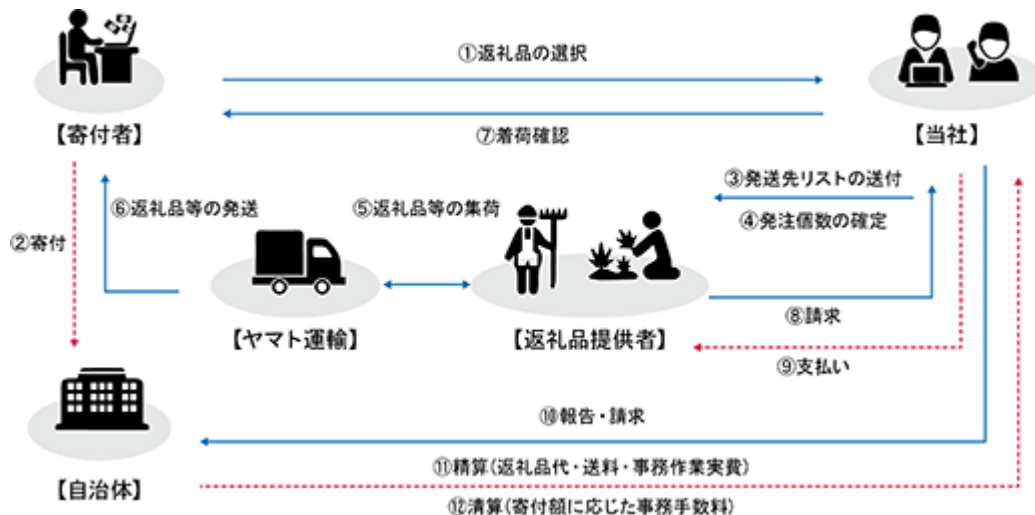 ①返礼品の選択
【寄付者】
⑦着荷確認
【当社】
③発送先リストの送付
⑥返礼品等の発送
⑤返礼品等の集荷
④発注個数の確定
②寄付
⑧請求
【ヤマト運輸】
【返礼品提供者】
⑨支払い
⑩報告・請求
⑪精算(返礼品代・送料・事務作業実費)
【自治体】
⑫清算(寄付額に応じた事務手数料)